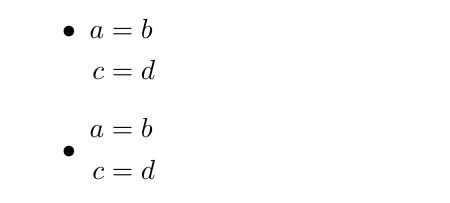 • a = b
c = d
a = b
•
c = d